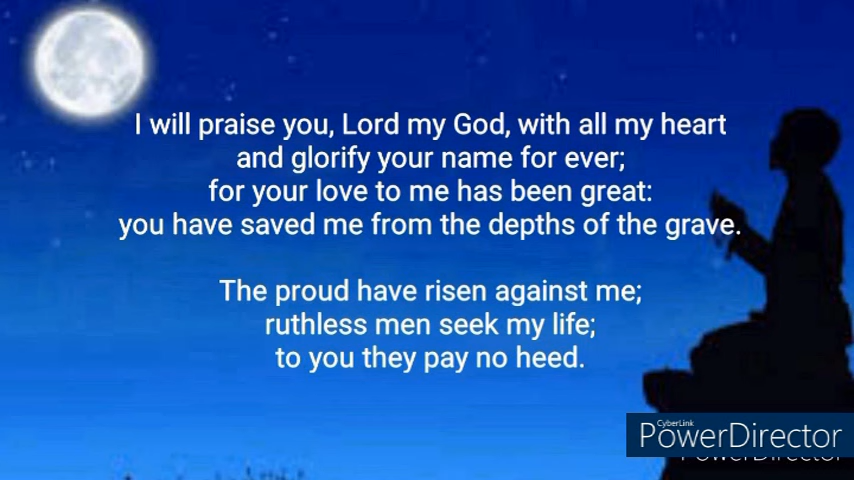 I will praise you, Lord my God, with all my heart
and glorify your name for ever;
for your love to me has been great:
you have saved me from the depths of the grave.
The proud have risen against me;
ruthless men seek my life;
to you they pay no heed.
CyberLink
PowerDirector
PowerDirector